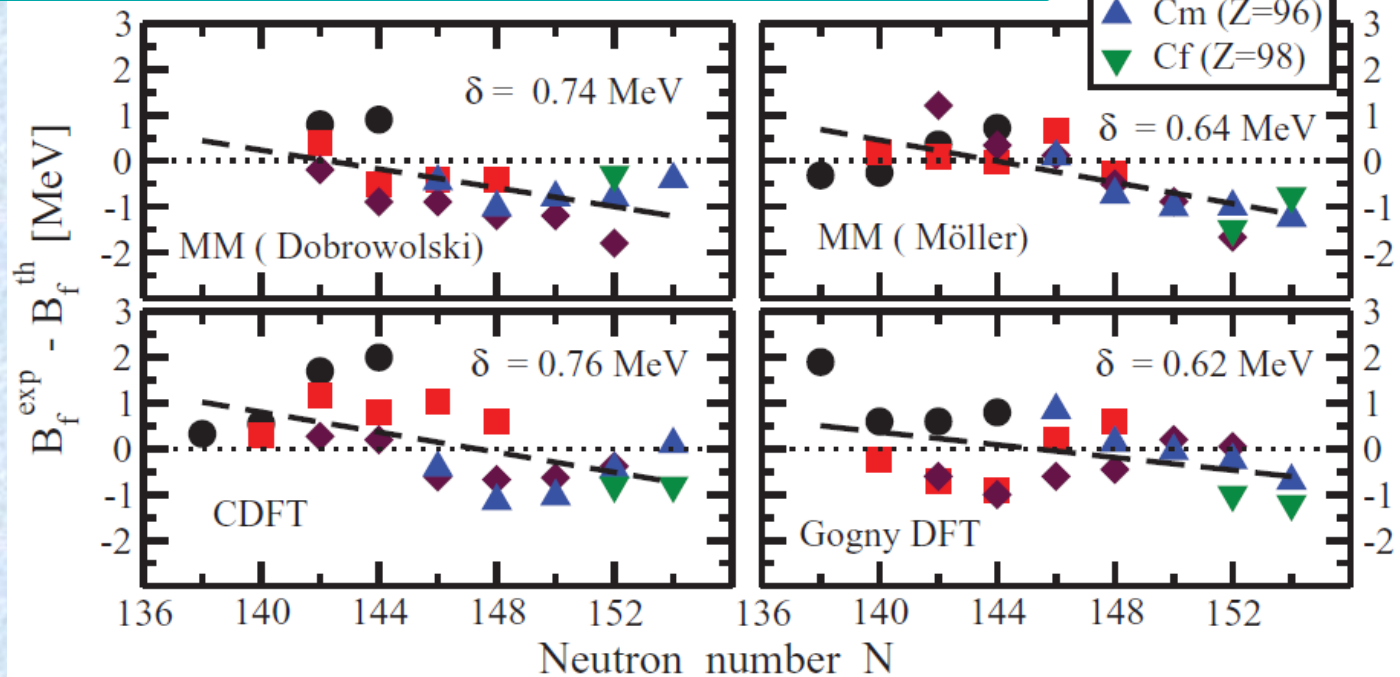 Cm (Z=96)
Cf (Z=98)
3
2
1
0
-1
-2
δ = 0.74 MeV
MM ( Dobrowolski)
δ = 0.64 MeV
MM ( Möller)
3
2
1
0
-1
-2
B_f^exp - B_f^th [MeV]
3
2
1
0
-1
-2
δ = 0.76 MeV
CDFT
δ = 0.62 MeV
Gogny DFT
3
2
1
0
-1
-2
136 140 144 148 152 136 140 144 148 152
Neutron number N